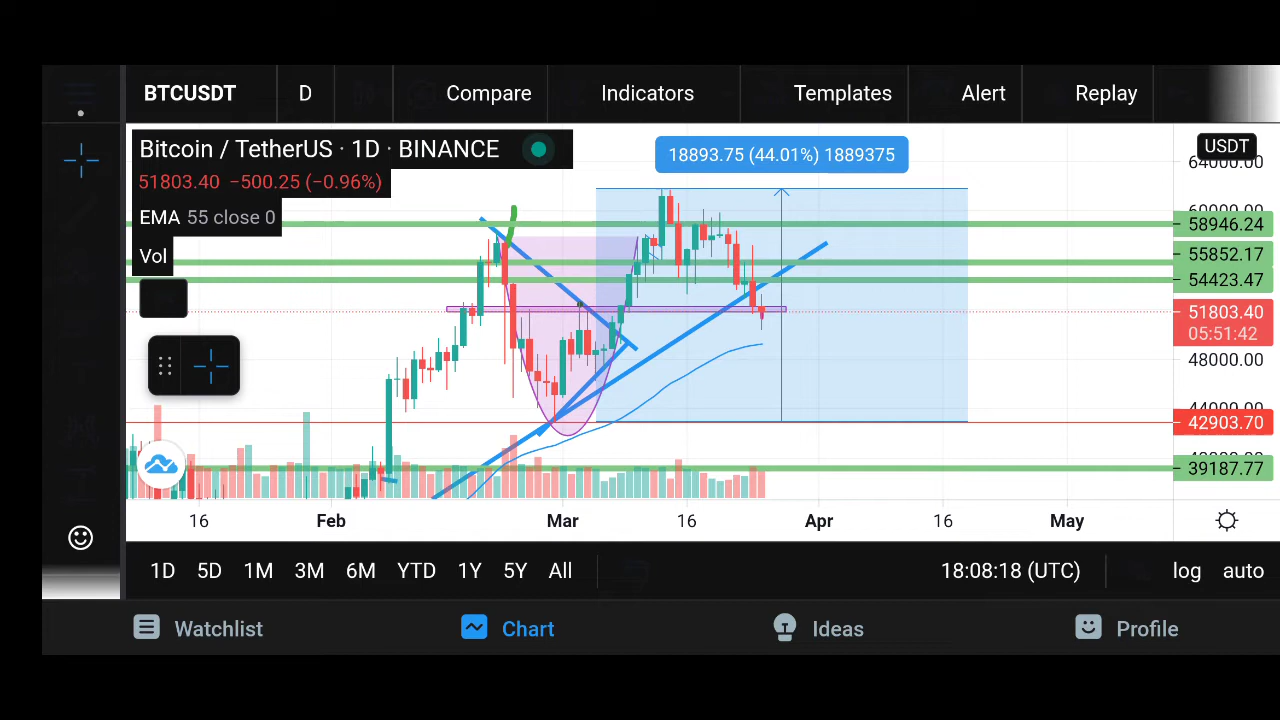 BTCUSDT D Compare Indicators Templates Alert Replay
Bitcoin / TetherUS · 1D · BINANCE
51803.40 −500.25 (−0.96%)
EMA 55 close 0
Vol
18893.75 (44.01%) 1889375
USDT
64000.00
60000.00
58946.24
55852.17
54423.47
51803.40
05:51:42
48000.00
44000.00
42903.70
39187.77
16 Feb Mar 16 Apr 16 May
1D 5D 1M 3M 6M YTD 1Y 5Y All 18:08:18 (UTC) log auto
Watchlist Chart Ideas Profile